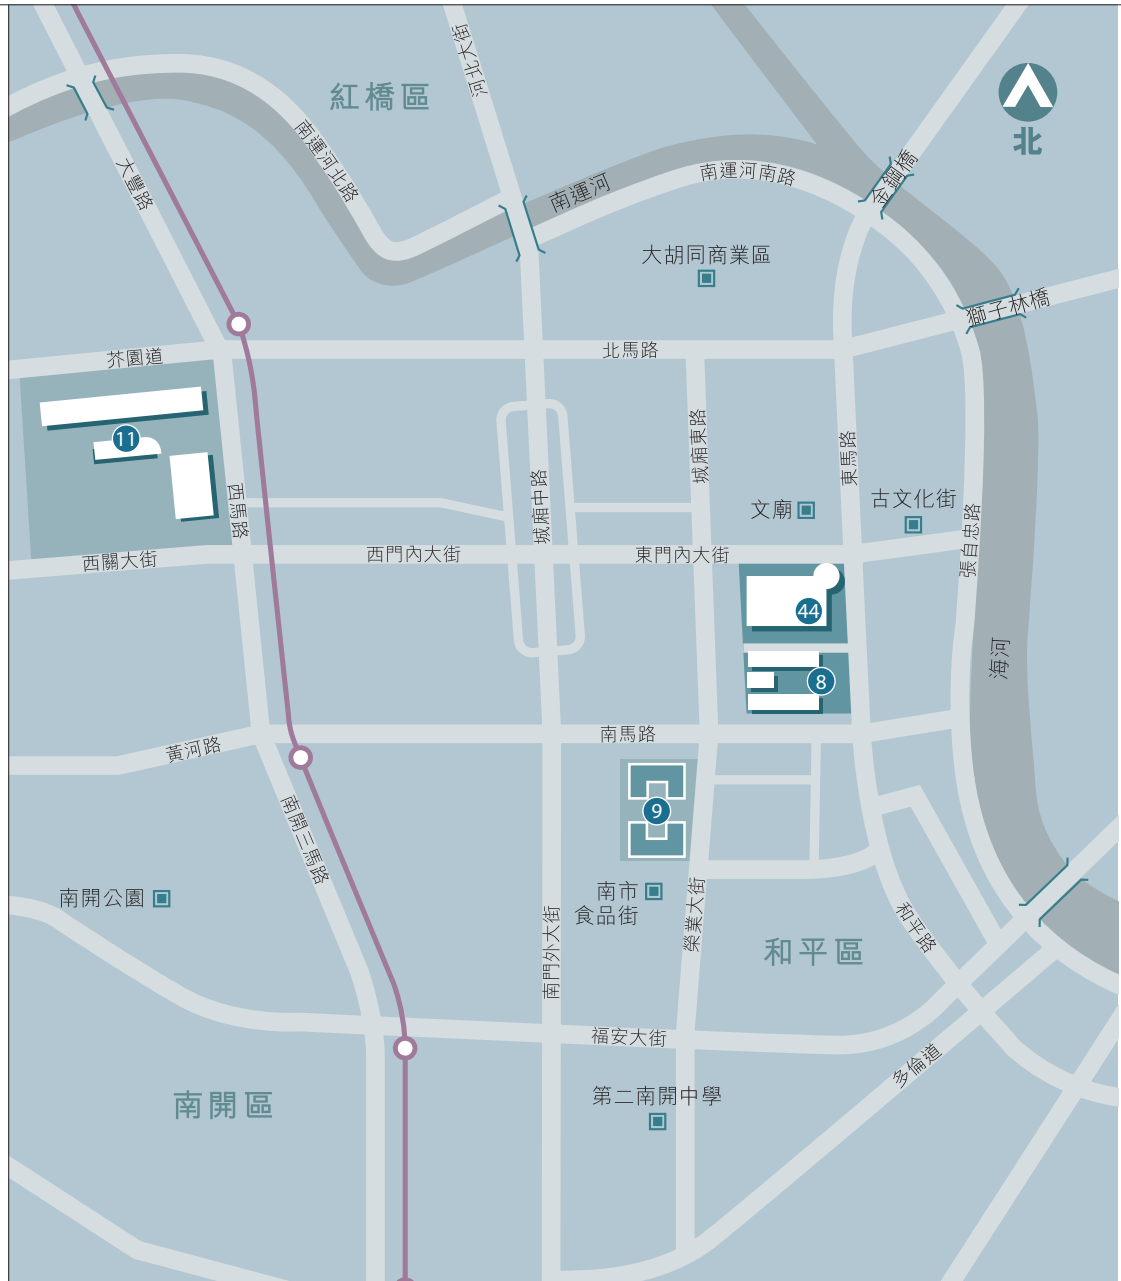 河北大街
紅橋區
北
南運河北路
大豐路
南運河
南運河南路
金鋼橋
大胡同商業區
獅子林橋
芥園道
北馬路
城廂東路
東馬路
11
西馬路
城廂中路
文廟
古文化街
張自忠路
西關大街
西門內大街
東門內大街
44
海河
8
南馬路
黃河路
南開三馬路
9
南開公園
南市
食品街
榮業大街
和平路
南門外大街
和平區
福安大街
多倫道
南開區
第二南開中學